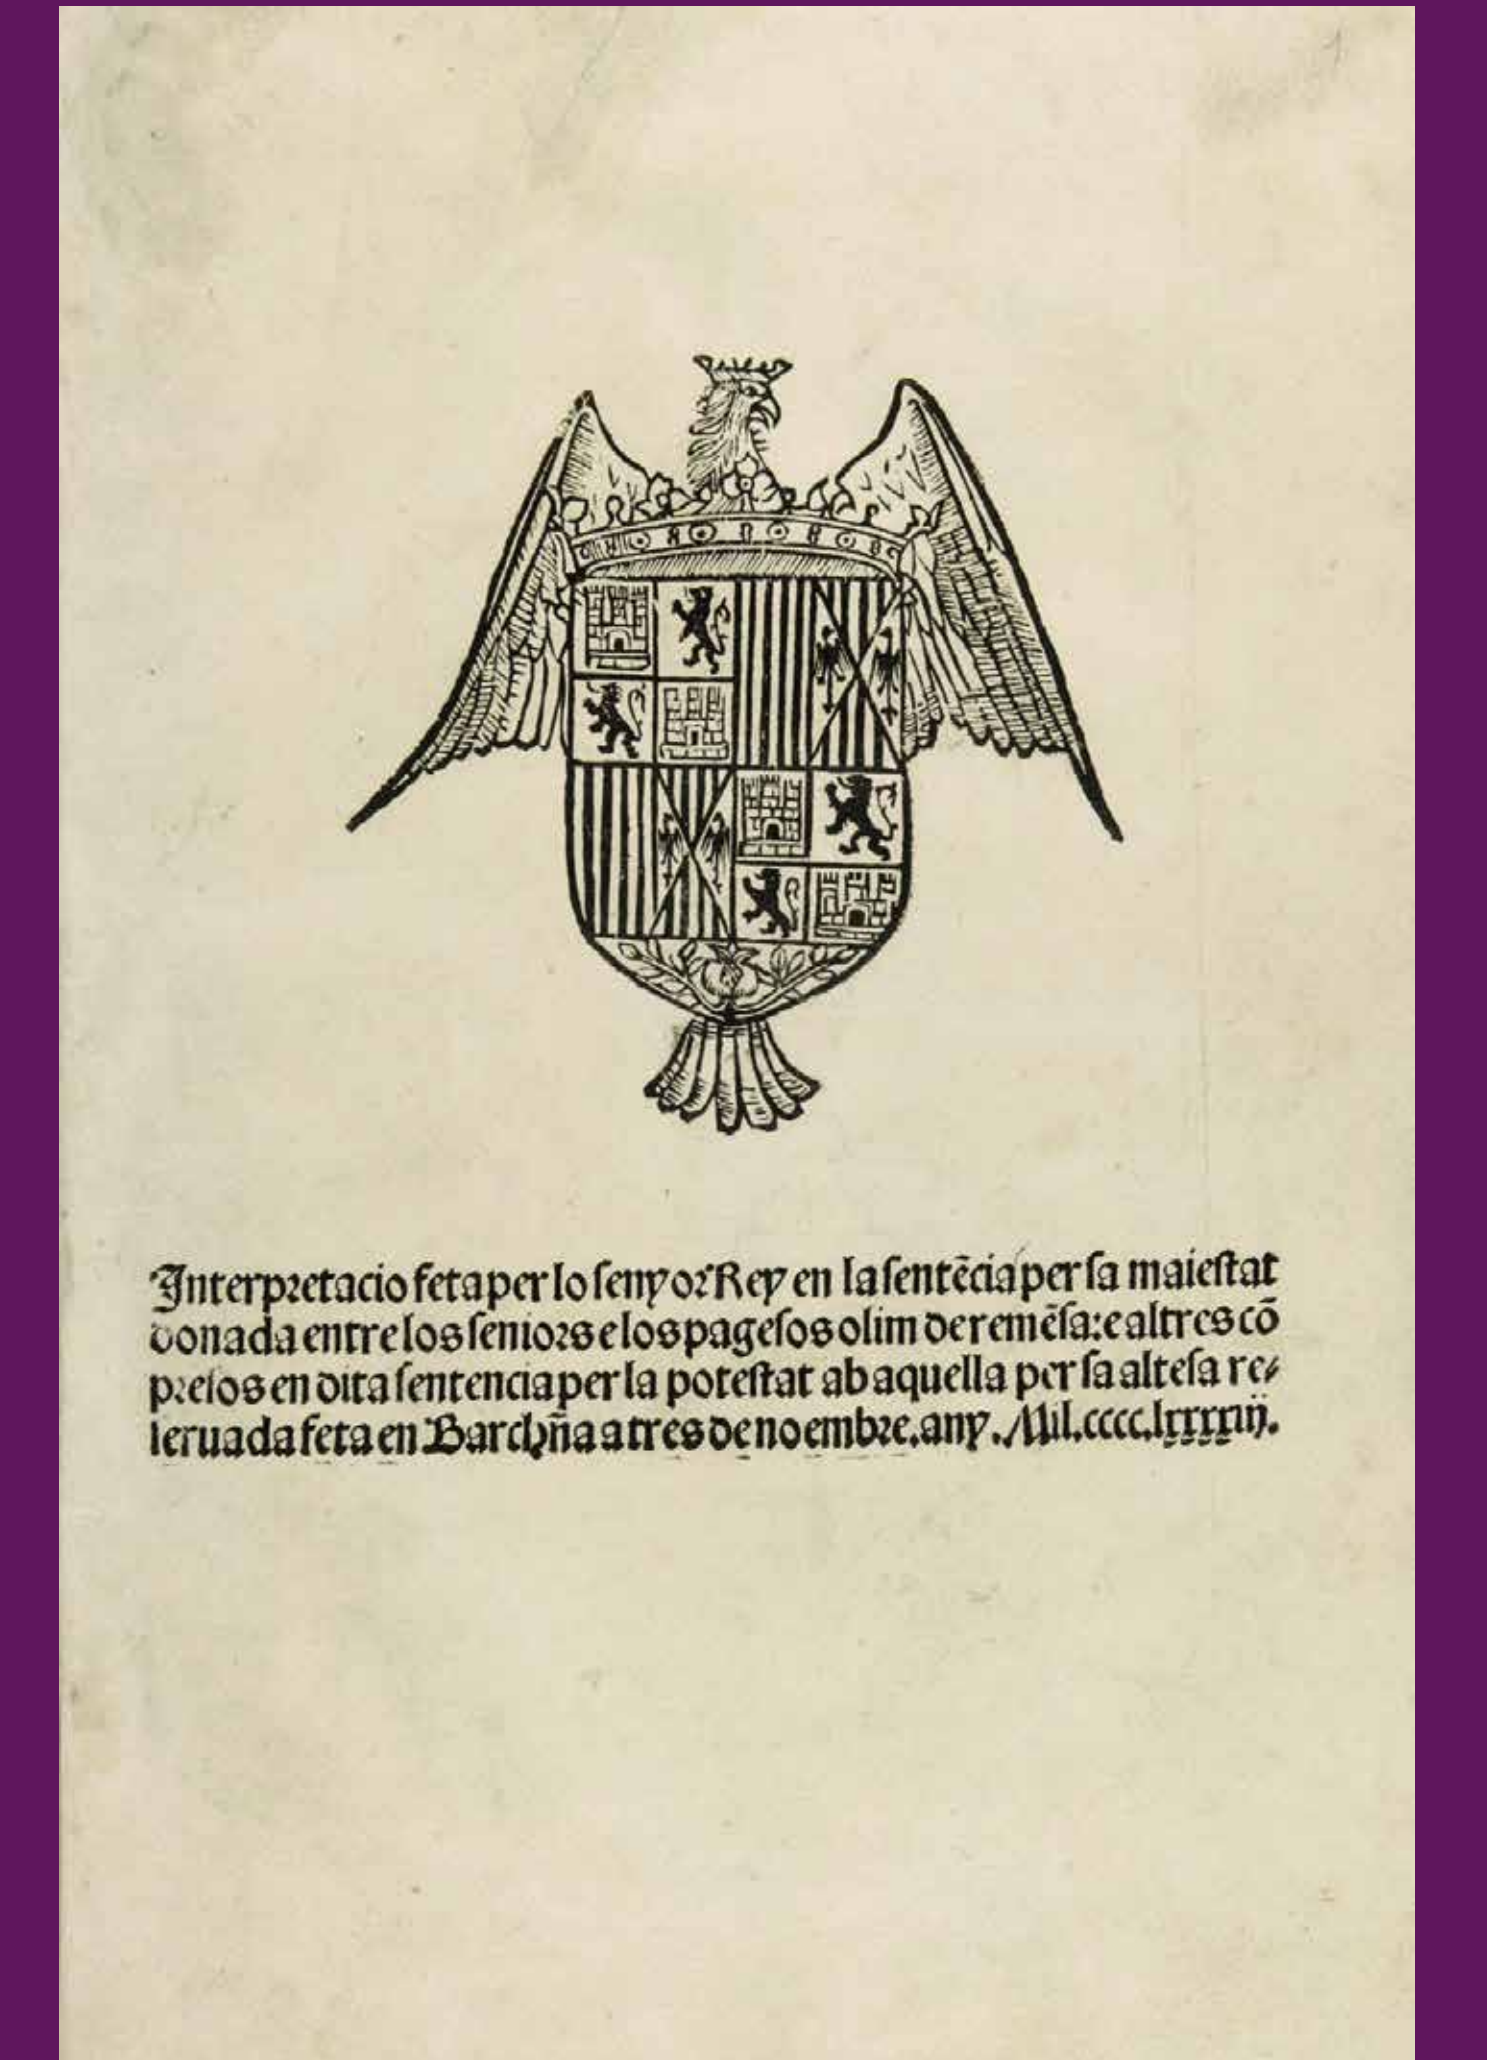 1
Interpretacio feta per lo senyor Rey en la sentēcia per sa maiestat
donada entre los seniors e los pagesos olim de remēsa: e altres cō
presos en dita sentencia per la potestat ab aquella per sa altesa re⸗
seruada feta en Barchña a tres de noembre. any. Mil.cccc.lxxxxiij.